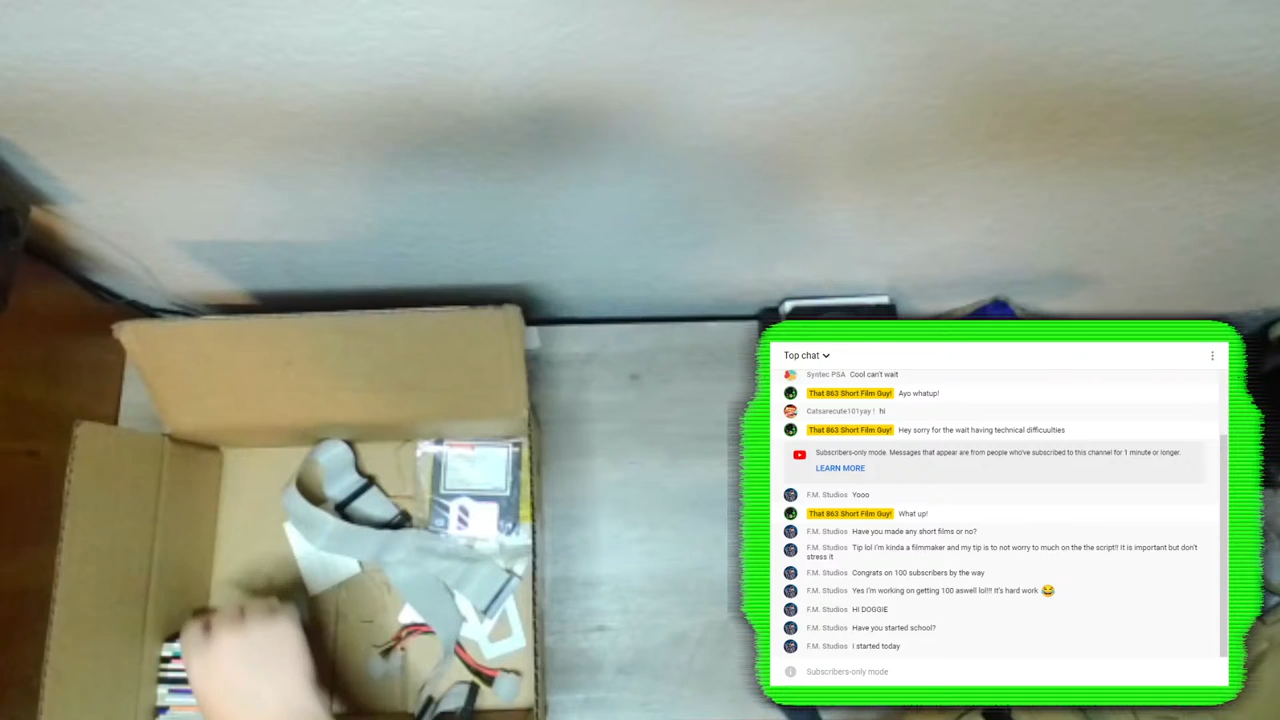 Top chat
Syntec PSA Cool can't wait
That 863 Short Film Guy! Ayo whatup!
Catsarecute101yay ! hi
That 863 Short Film Guy! Hey sorry for the wait having technical difficuulties
Subscribers-only mode. Messages that appear are from people who've subscribed to this channel for 1 minute or longer.
LEARN MORE
F.M. Studios Yooo
That 863 Short Film Guy! What up!
F.M. Studios Have you made any short films or no?
F.M. Studios Tip lol I'm kinda a filmmaker and my tip is to not worry to much on the the script!! It is important but don't
stress it
F.M. Studios Congrats on 100 subscribers by the way
F.M. Studios Yes I'm working on getting 100 aswell lol!!! It's hard work 😂
F.M. Studios HI DOGGIE
F.M. Studios Have you started school?
F.M. Studios I started today
Subscribers-only mode